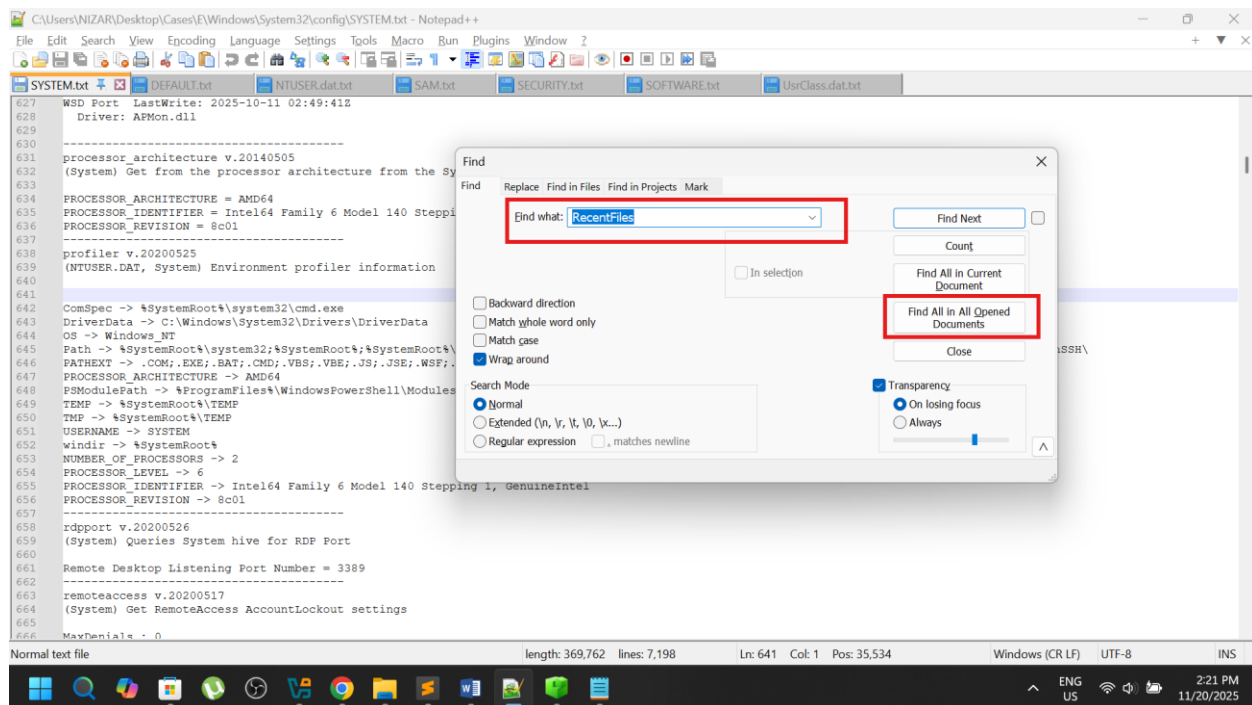 C:\Users\NIZAR\Desktop\Cases\E\Windows\System32\config\SYSTEM.txt - Notepad++
File Edit Search View Encoding Language Settings Tools Macro Run Plugins Window ?
SYSTEM.txt DEFAULT.txt NTUSER.dat.txt SAM.txt SECURITY.txt SOFTWARE.txt UsrClass.dat.txt
627 WSD Port LastWrite: 2025-10-11 02:49:41Z
628 Driver: APMon.dll
629
630 ----------------------------------------
631 processor_architecture v.20140505
632 (System) Get from the processor architecture from the Sy
633
634 PROCESSOR_ARCHITECTURE = AMD64
635 PROCESSOR_IDENTIFIER = Intel64 Family 6 Model 140 Steppi
636 PROCESSOR_REVISION = 8c01
637 ----------------------------------------
638 profiler v.20200525
639 (NTUSER.DAT, System) Environment profiler information
640
641
642 ComSpec -> %SystemRoot%\system32\cmd.exe
643 DriverData -> C:\Windows\System32\Drivers\DriverData
644 OS -> Windows_NT
645 Path -> %SystemRoot%\system32;%SystemRoot%;%SystemRoot%\ SSH\
646 PATHEXT -> .COM;.EXE;.BAT;.CMD;.VBS;.VBE;.JS;.JSE;.WSF;.
647 PROCESSOR_ARCHITECTURE -> AMD64
648 PSModulePath -> %ProgramFiles%\WindowsPowerShell\Modules
649 TEMP -> %SystemRoot%\TEMP
650 TMP -> %SystemRoot%\TEMP
651 USERNAME -> SYSTEM
652 windir -> %SystemRoot%
653 NUMBER_OF_PROCESSORS -> 2
654 PROCESSOR_LEVEL -> 6
655 PROCESSOR_IDENTIFIER -> Intel64 Family 6 Model 140 Stepping 1, GenuineIntel
656 PROCESSOR_REVISION -> 8c01
657 ----------------------------------------
658 rdpport v.20200526
659 (System) Queries System hive for RDP Port
660
661 Remote Desktop Listening Port Number = 3389
662 ----------------------------------------
663 remoteaccess v.20200517
664 (System) Get RemoteAccess AccountLockout settings
665
666 MaxDenials : 0
Find
Find Replace Find in Files Find in Projects Mark
Find what: RecentFiles
Find Next
Count
In selection
Find All in Current
Document
Find All in All Opened
Documents
Close
Backward direction
Match whole word only
Match case
Wrap around
Search Mode
Normal
Extended (\n, \r, \t, \0, \x...)
Regular expression . matches newline
Transparency
On losing focus
Always
Normal text file length: 369,762 lines: 7,198 Ln: 641 Col: 1 Pos: 35,534 Windows (CR LF) UTF-8 INS
ENG
US
2:21 PM
11/20/2025